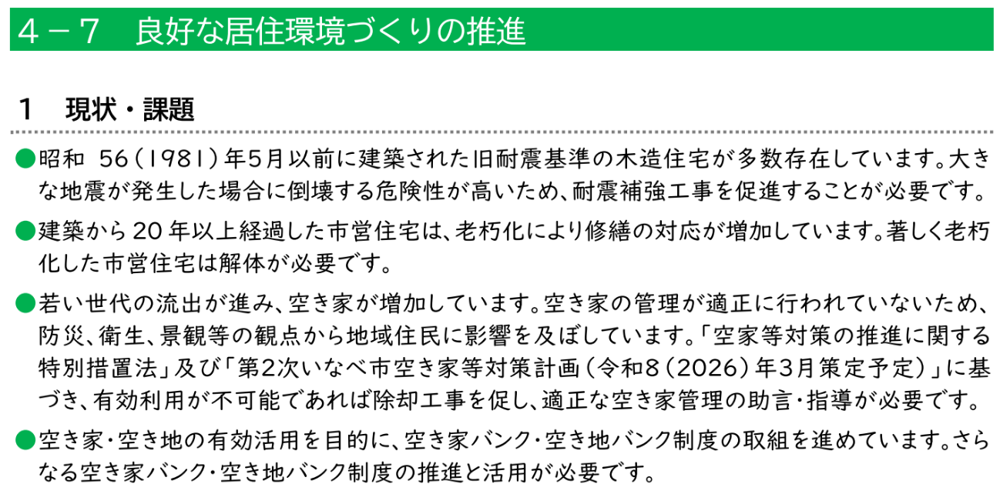 4－7 良好な居住環境づくりの推進
1 現状・課題
●昭和 56(1981)年5月以前に建築された旧耐震基準の木造住宅が多数存在しています。大き
な地震が発生した場合に倒壊する危険性が高いため、耐震補強工事を促進することが必要です。
●建築から 20 年以上経過した市営住宅は、老朽化により修繕の対応が増加しています。著しく老朽
化した市営住宅は解体が必要です。
●若い世代の流出が進み、空き家が増加しています。空き家の管理が適正に行われていないため、
防災、衛生、景観等の観点から地域住民に影響を及ぼしています。「空家等対策の推進に関する
特別措置法」及び「第2次いなべ市空き家等対策計画(令和8(2026)年3月策定予定)」に基
づき、有効利用が不可能であれば除却工事を促し、適正な空き家管理の助言・指導が必要です。
●空き家・空き地の有効活用を目的に、空き家バンク・空き地バンク制度の取組を進めています。さら
なる空き家バンク・空き地バンク制度の推進と活用が必要です。